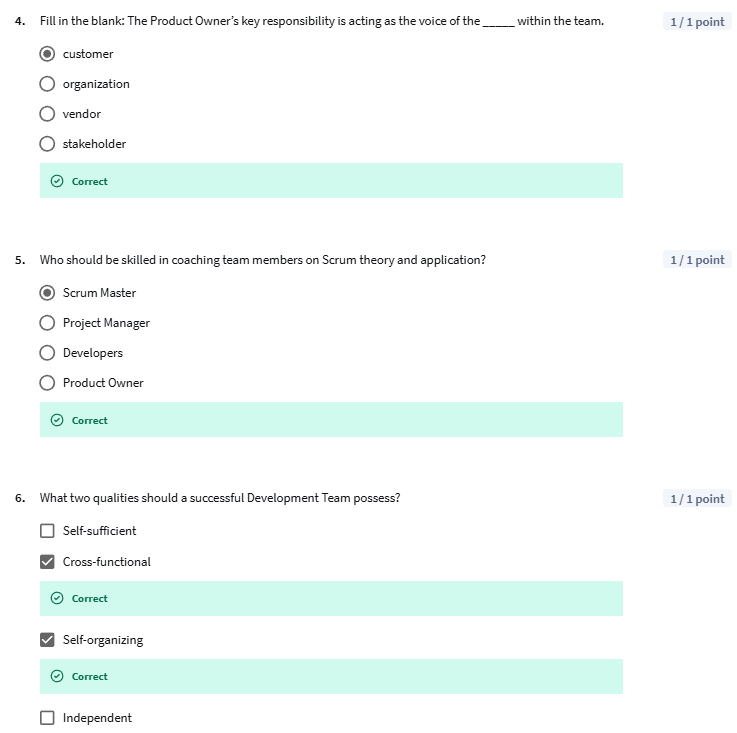 4. Fill in the blank: The Product Owner's key responsibility is acting as the voice of the _____ within the team. 1 / 1 point
customer
organization
vendor
stakeholder
Correct
5. Who should be skilled in coaching team members on Scrum theory and application? 1 / 1 point
Scrum Master
Project Manager
Developers
Product Owner
Correct
6. What two qualities should a successful Development Team possess? 1 / 1 point
Self-sufficient
Cross-functional
Correct
Self-organizing
Correct
Independent